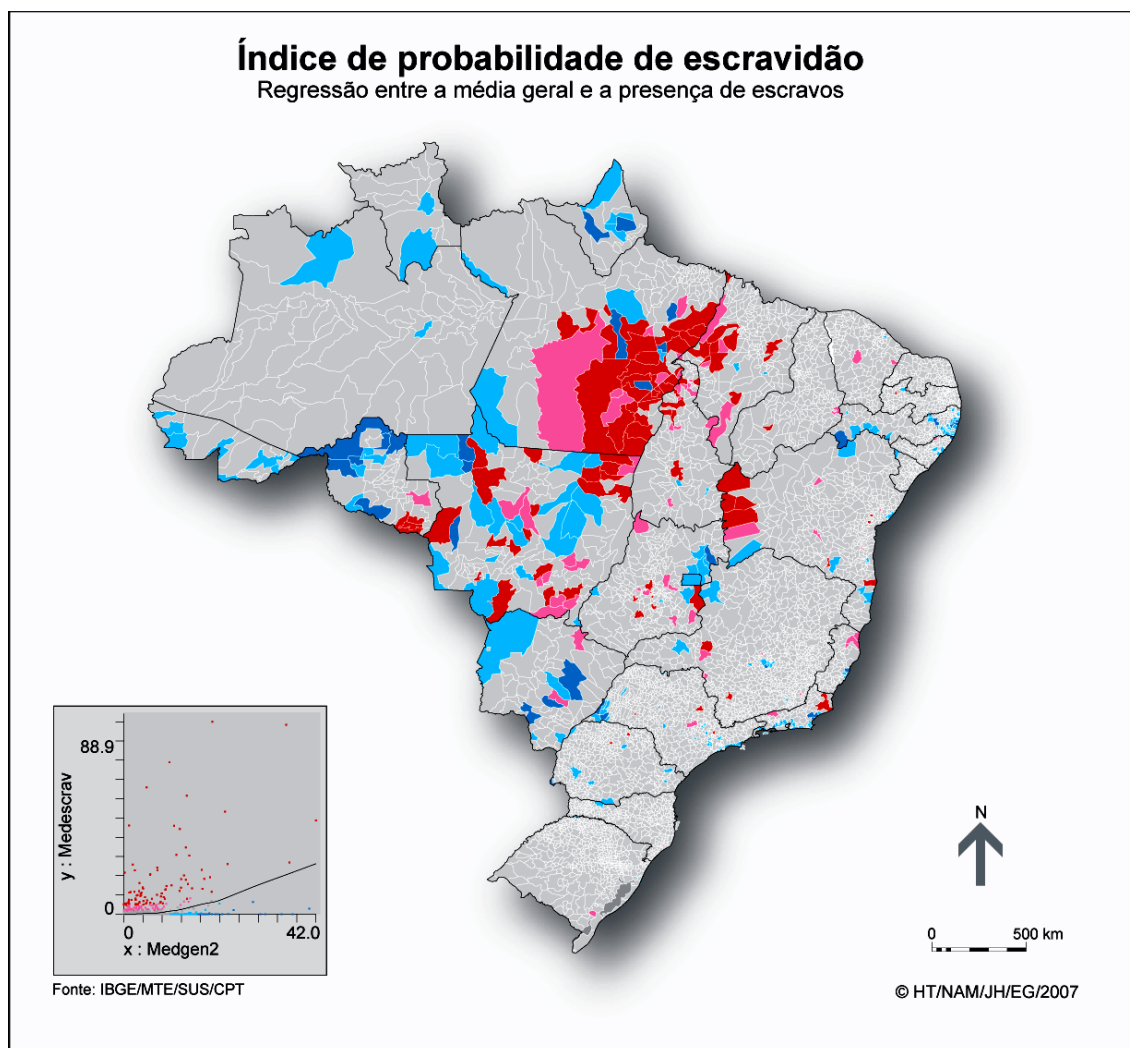 Índice de probabilidade de escravidão
Regressão entre a média geral e a presença de escravos
88.9
y : Medescrav
0
0
42.0
x : Medgen2
N
0
500 km
Fonte: IBGE/MTE/SUS/CPT
© HT/NAM/JH/EG/2007